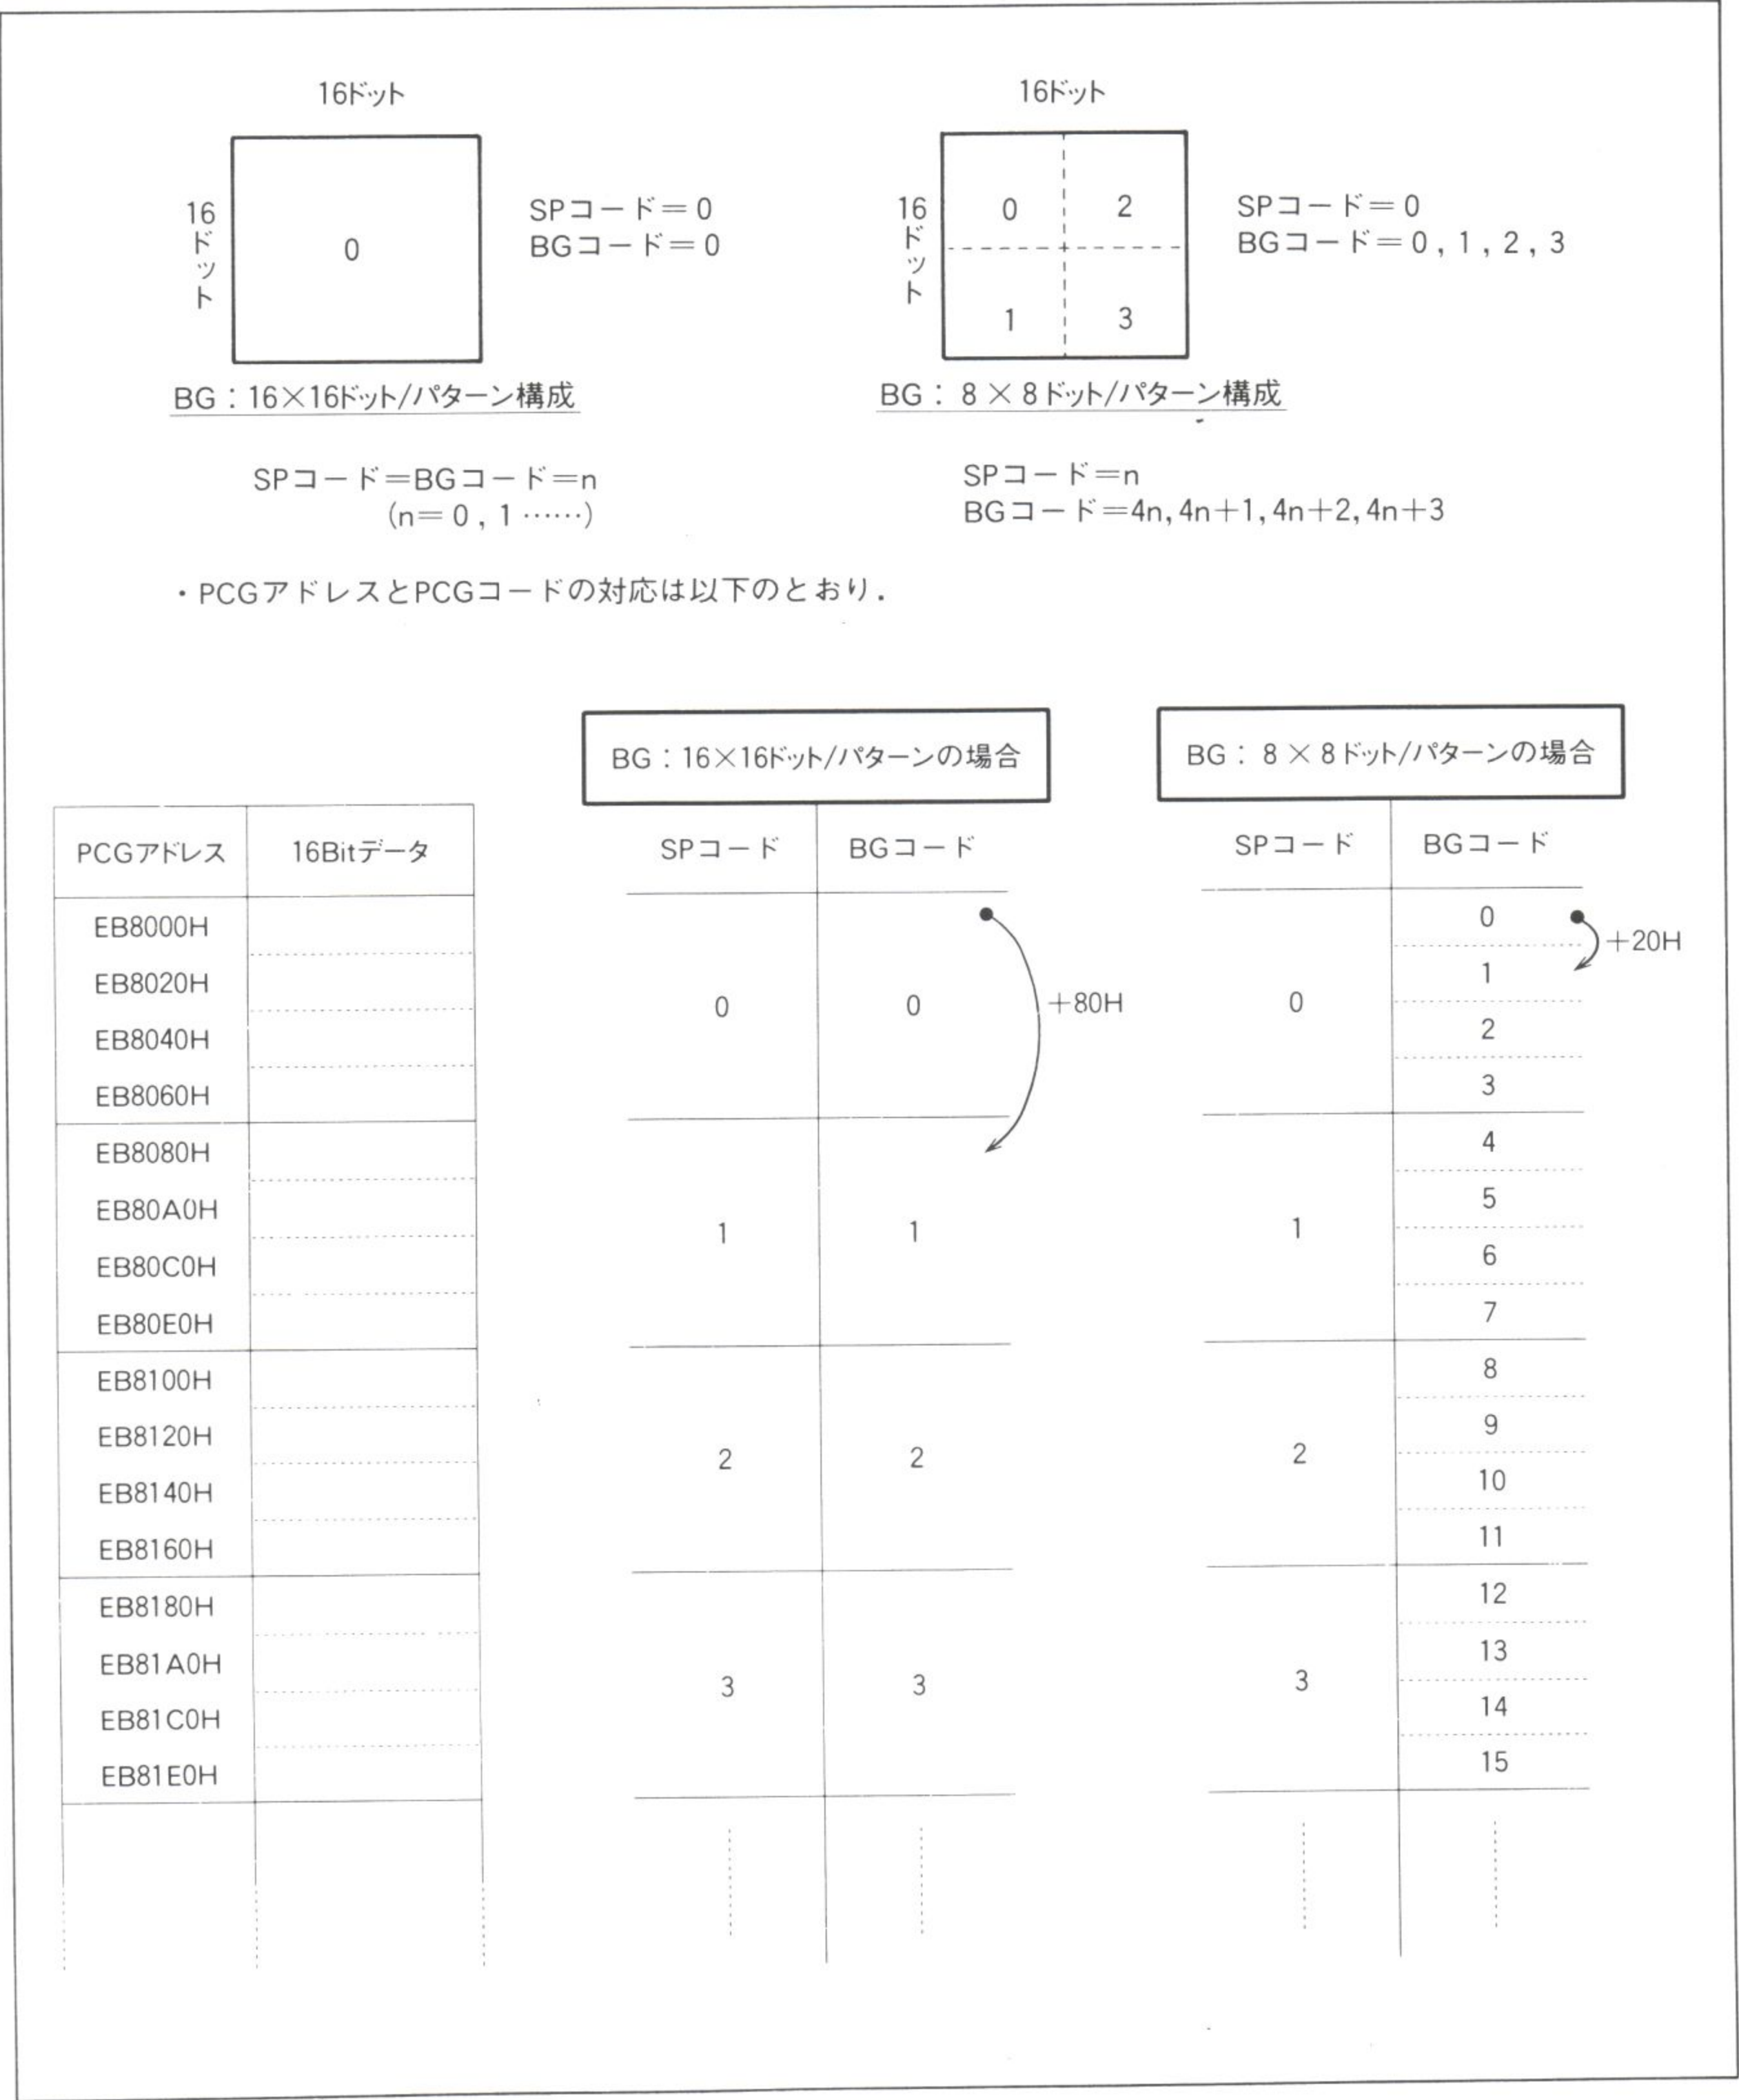 16ドット
16ドット
0
SPコード＝0
BGコード＝0
BG：16×16ドット/パターン構成
SPコード＝BGコード＝n
(n＝0,1……)
16ドット
16ドット
0 2
1 3
SPコード＝0
BGコード＝0,1,2,3
BG：8×8ドット/パターン構成
SPコード＝n
BGコード＝4n,4n＋1,4n＋2,4n＋3
・PCGアドレスとPCGコードの対応は以下のとおり．
PCGアドレス 16Bitデータ
EB8000H
EB8020H
EB8040H
EB8060H
EB8080H
EB80A0H
EB80C0H
EB80E0H
EB8100H
EB8120H
EB8140H
EB8160H
EB8180H
EB81A0H
EB81C0H
EB81E0H
BG：16×16ドット/パターンの場合
SPコード BGコード
0 0
＋80H
1 1
2 2
3 3
BG：8×8ドット/パターンの場合
SPコード BGコード
0
0
＋20H
1
2
3
1
4
5
6
7
2
8
9
10
11
3
12
13
14
15